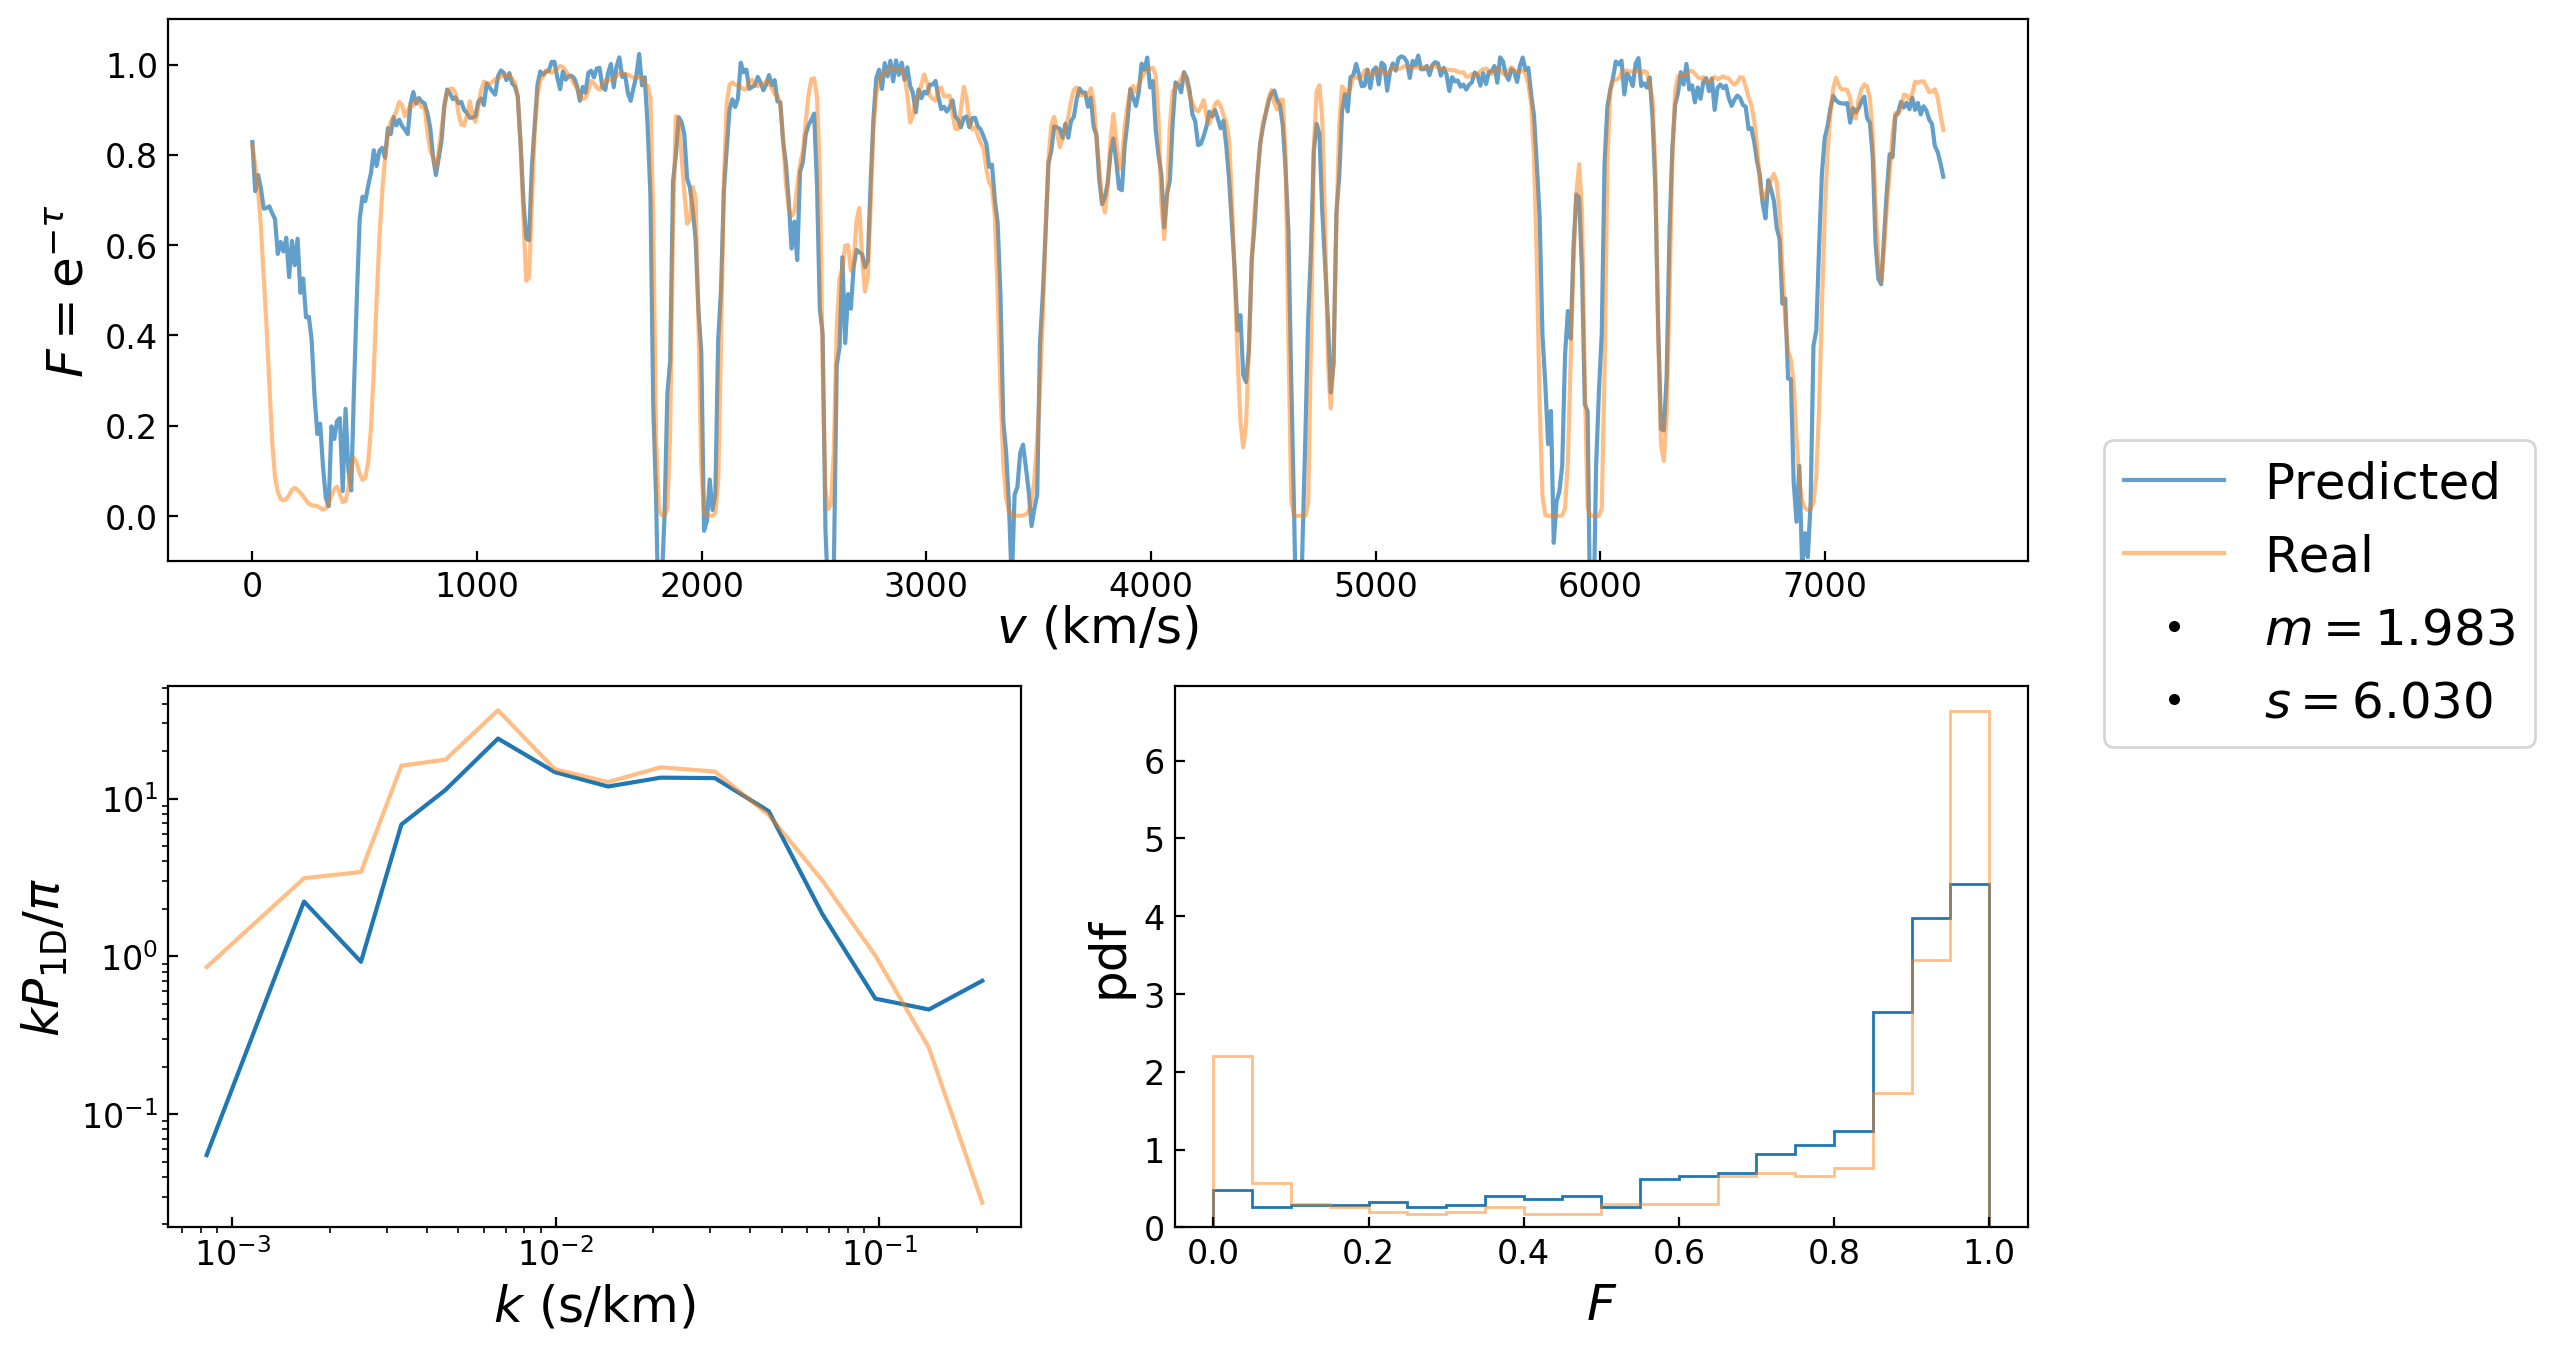 F = e^{-τ}
1.0
0.8
0.6
0.4
0.2
0.0
0 1000 2000 3000 4000 5000 6000 7000
v (km/s)
Predicted
Real
m = 1.983
s = 6.030
kP_{1D}/π
10^1
10^0
10^{-1}
10^{-3} 10^{-2} 10^{-1}
k (s/km)
pdf
6
5
4
3
2
1
0
0.0 0.2 0.4 0.6 0.8 1.0
F